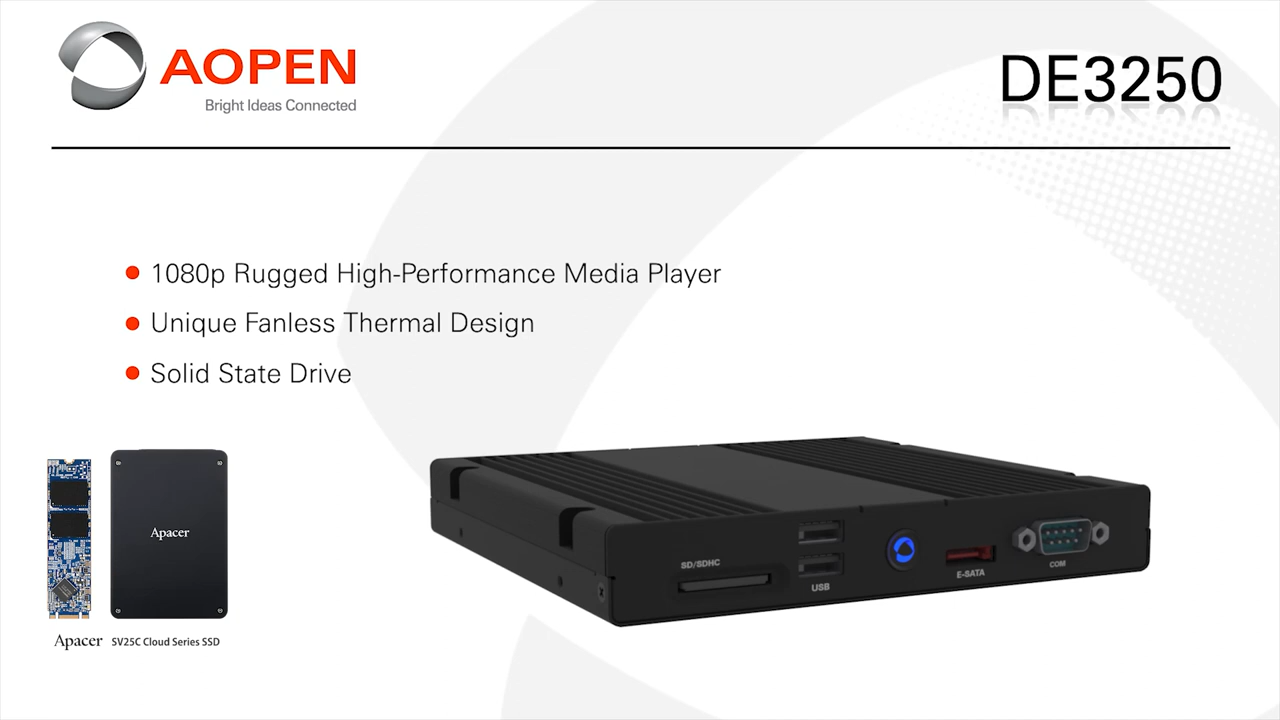 AOPEN
Bright Ideas Connected
DE3250
1080p Rugged High-Performance Media Player
Unique Fanless Thermal Design
Solid State Drive
Apacer
Apacer SV25C Cloud Series SSD
SD/SDHC
USB
E-SATA
COM